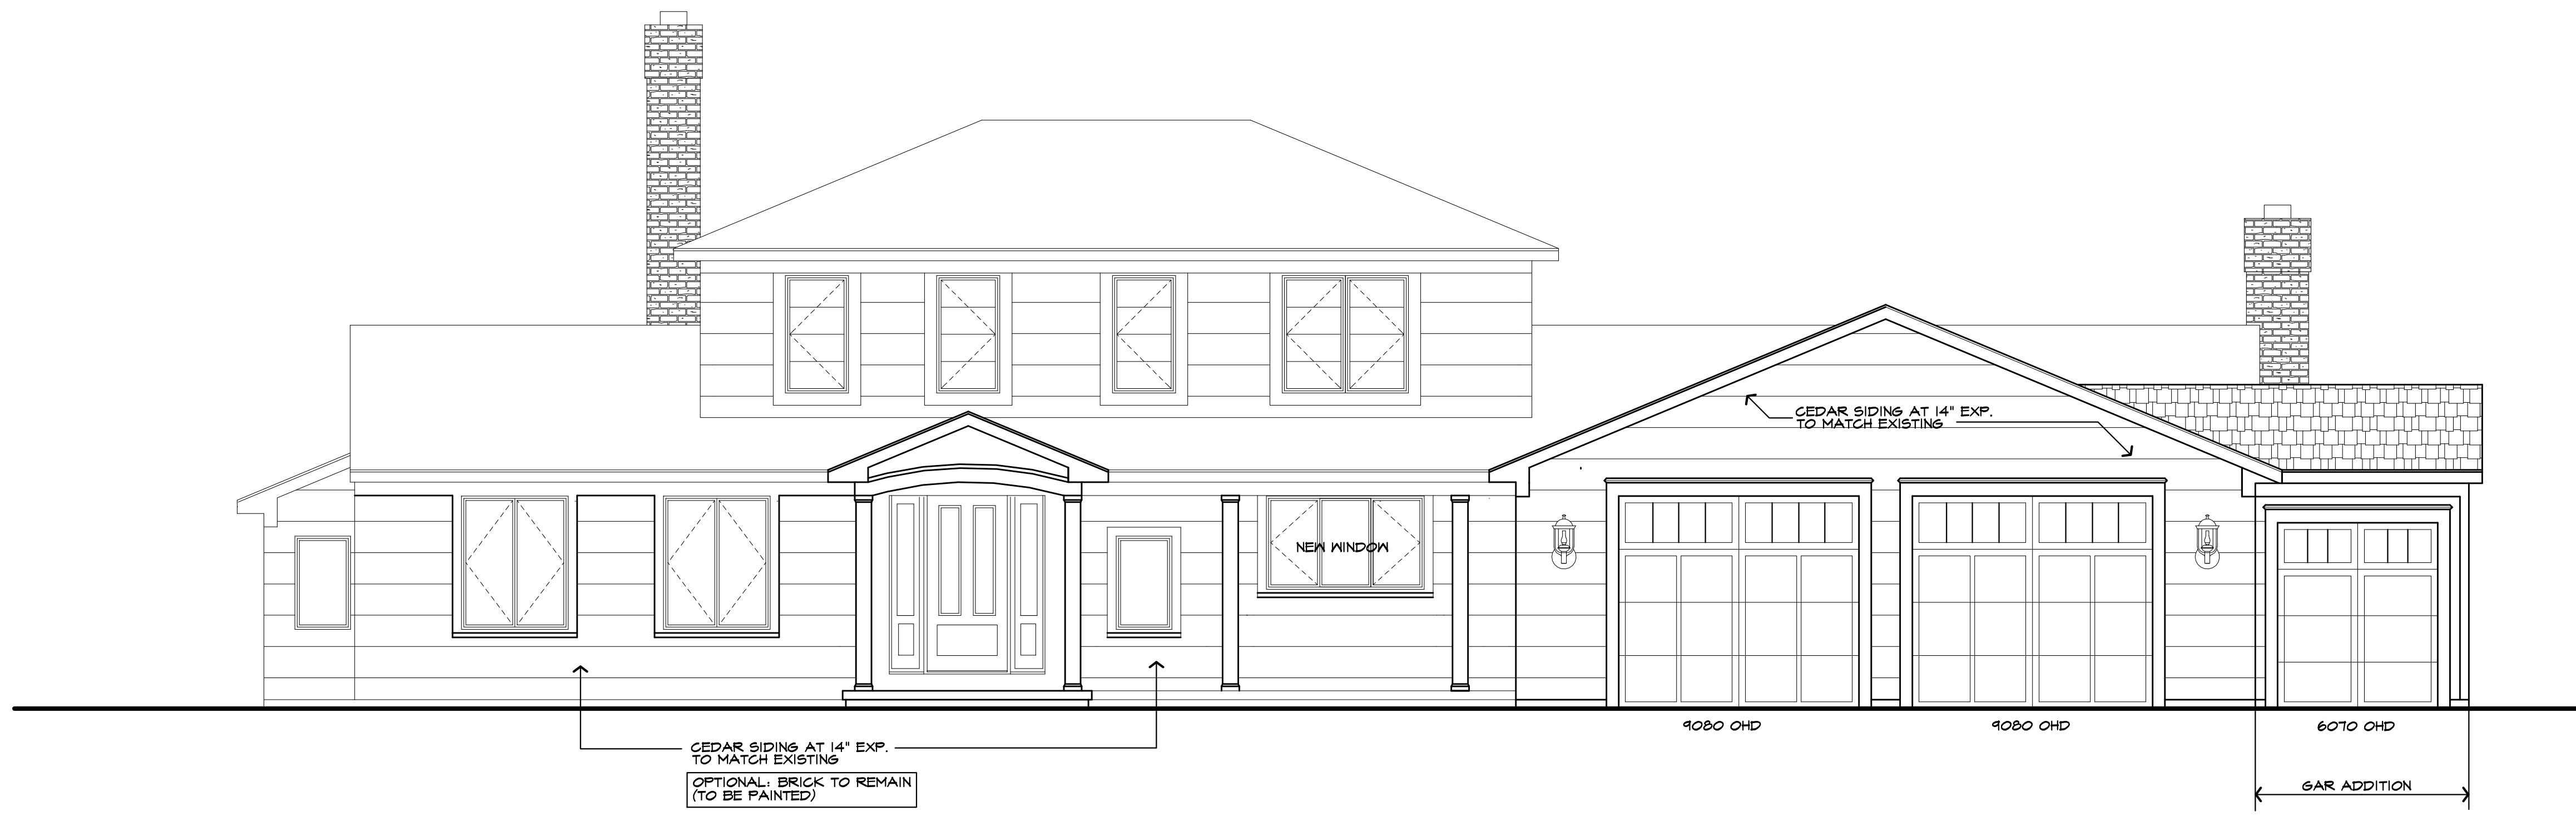 CEDAR SIDING AT 14" EXP.
TO MATCH EXISTING
NEW WINDOW
9080 OHD
9080 OHD
6070 OHD
CEDAR SIDING AT 14" EXP.
TO MATCH EXISTING
OPTIONAL: BRICK TO REMAIN
(TO BE PAINTED)
GAR ADDITION